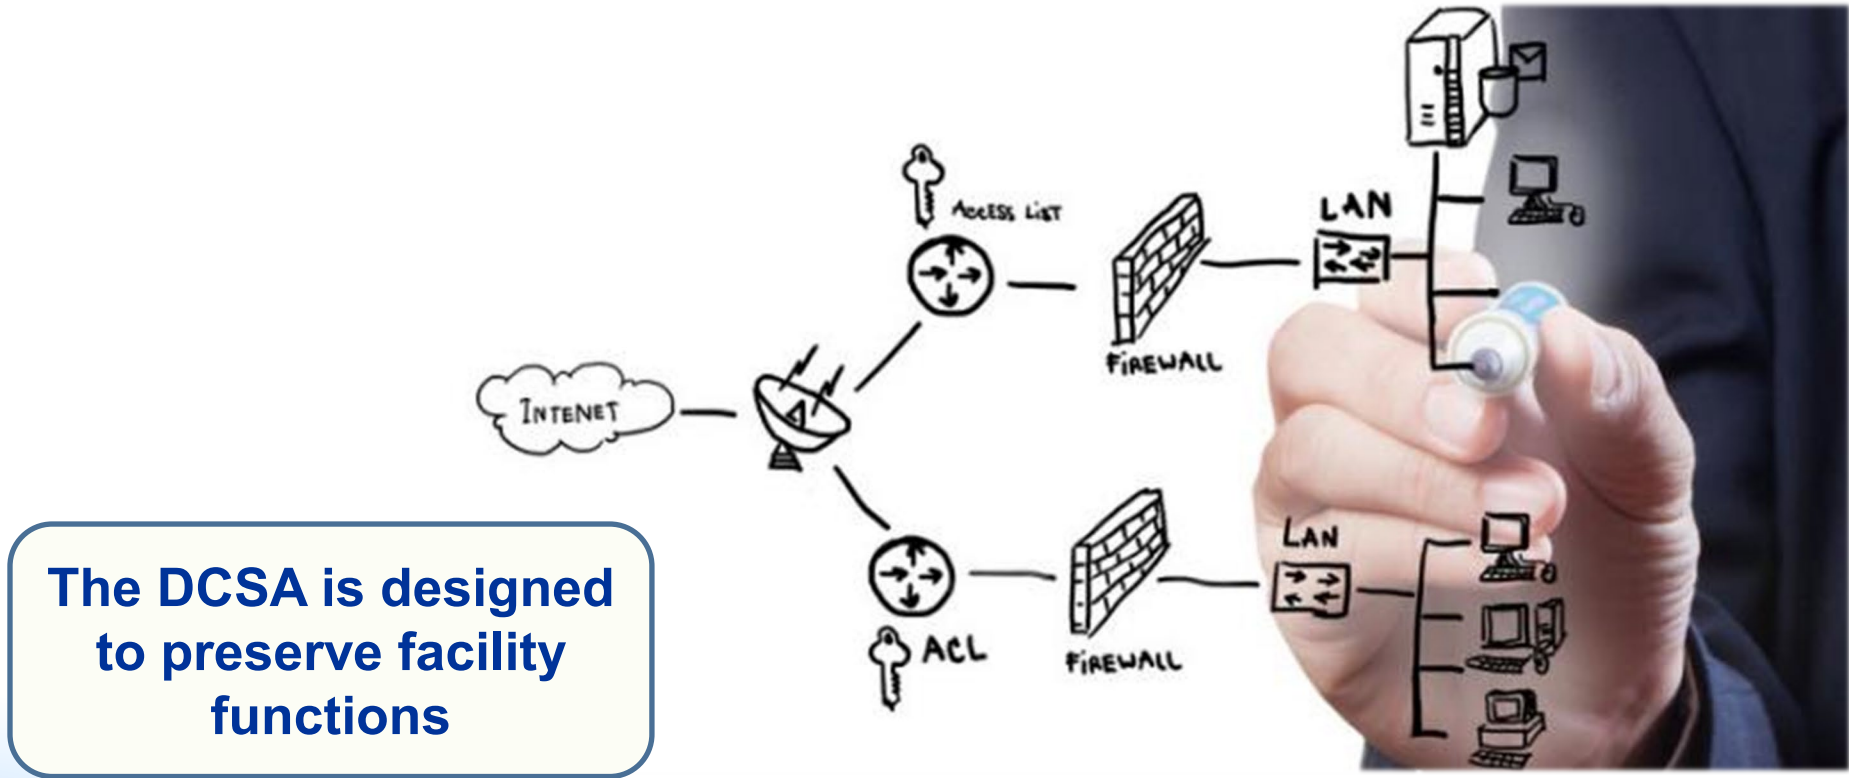 ACCESS LIST
LAN
FIREWALL
INTENET
LAN
ACL
FIREWALL
The DCSA is designed
to preserve facility
functions